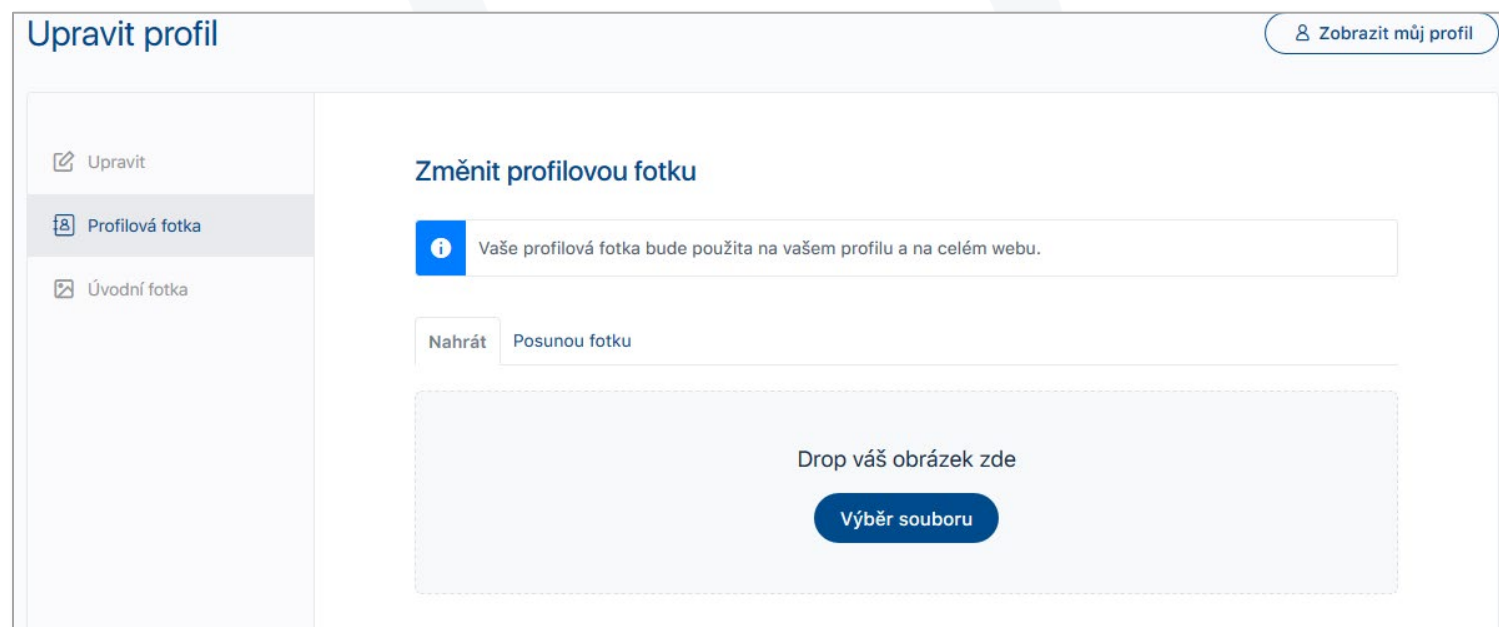 Upravit profil
Zobrazit můj profil
Upravit
Profilová fotka
Úvodní fotka
Změnit profilovou fotku
Vaše profilová fotka bude použita na vašem profilu a na celém webu.
Nahrát
Posunou fotku
Drop váš obrázek zde
Výběr souboru